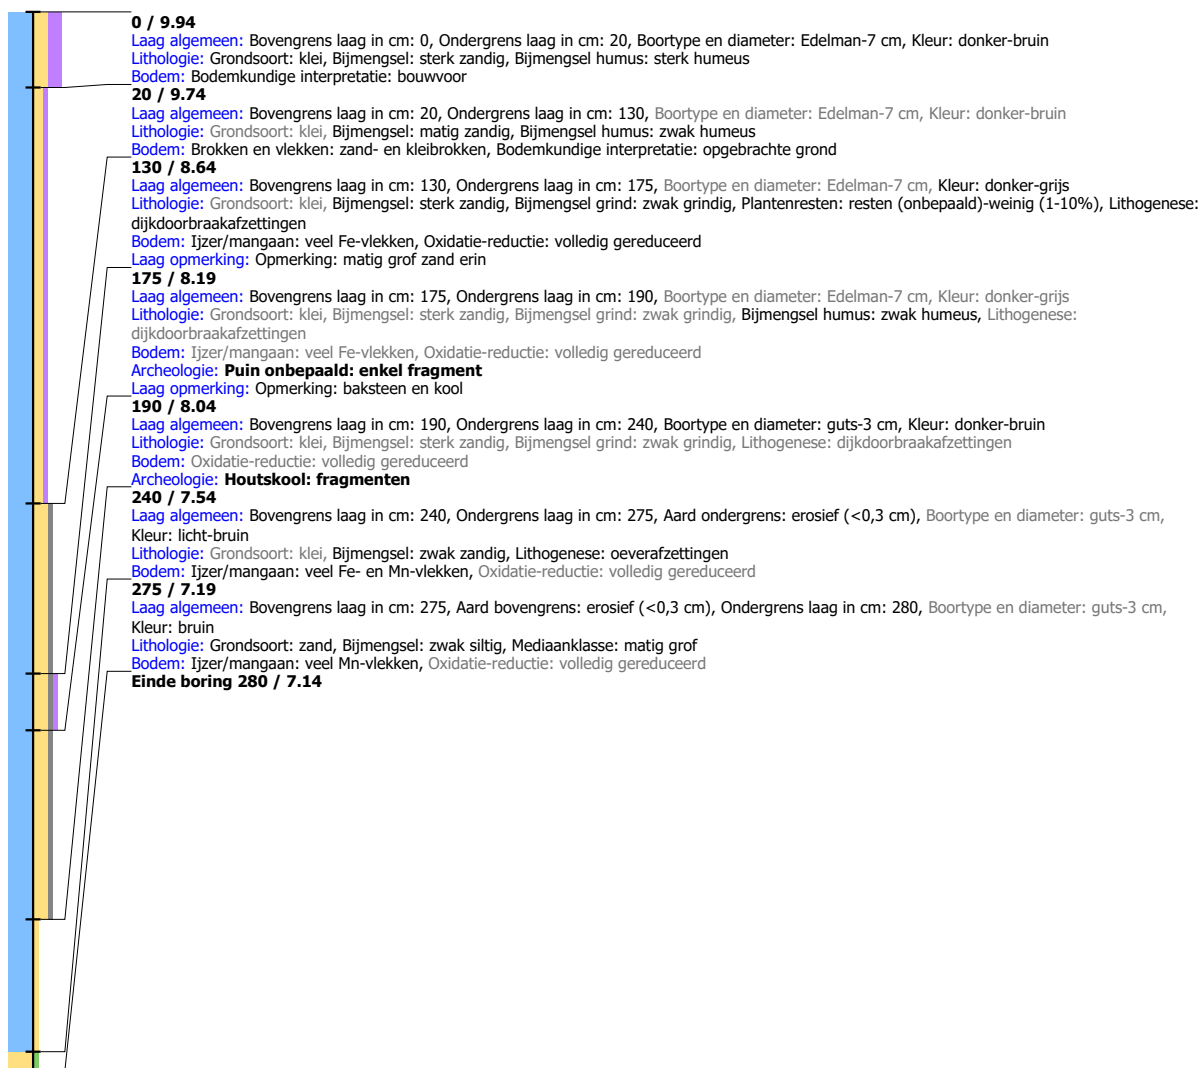 0 / 9.94
Laag algemeen: Bovengrens laag in cm: 0, Ondergrens laag in cm: 20, Boortype en diameter: Edelman-7 cm, Kleur: donker-bruin
Lithologie: Grondsoort: klei, Bijmengsel: sterk zandig, Bijmengsel humus: sterk humeus
Bodem: Bodemkundige interpretatie: bouwvoor
20 / 9.74
Laag algemeen: Bovengrens laag in cm: 20, Ondergrens laag in cm: 130, Boortype en diameter: Edelman-7 cm, Kleur: donker-bruin
Lithologie: Grondsoort: klei, Bijmengsel: matig zandig, Bijmengsel humus: zwak humeus
Bodem: Brokken en vlekken: zand- en kleibrokken, Bodemkundige interpretatie: opgebrachte grond
130 / 8.64
Laag algemeen: Bovengrens laag in cm: 130, Ondergrens laag in cm: 175, Boortype en diameter: Edelman-7 cm, Kleur: donker-grijs
Lithologie: Grondsoort: klei, Bijmengsel: sterk zandig, Bijmengsel grind: zwak grindig, Plantenresten: resten (onbepaald)-weinig (1-10%), Lithogenese:
dijkdoorbraakafzettingen
Bodem: Ijzer/mangaan: veel Fe-vlekken, Oxidatie-reductie: volledig gereduceerd
Laag opmerking: Opmerking: matig grof zand erin
175 / 8.19
Laag algemeen: Bovengrens laag in cm: 175, Ondergrens laag in cm: 190, Boortype en diameter: Edelman-7 cm, Kleur: donker-grijs
Lithologie: Grondsoort: klei, Bijmengsel: sterk zandig, Bijmengsel grind: zwak grindig, Bijmengsel humus: zwak humeus, Lithogenese:
dijkdoorbraakafzettingen
Bodem: Ijzer/mangaan: veel Fe-vlekken, Oxidatie-reductie: volledig gereduceerd
Archeologie: Puin onbepaald: enkel fragment
Laag opmerking: Opmerking: baksteen en kool
190 / 8.04
Laag algemeen: Bovengrens laag in cm: 190, Ondergrens laag in cm: 240, Boortype en diameter: guts-3 cm, Kleur: donker-bruin
Lithologie: Grondsoort: klei, Bijmengsel: sterk zandig, Bijmengsel grind: zwak grindig, Lithogenese: dijkdoorbraakafzettingen
Bodem: Oxidatie-reductie: volledig gereduceerd
Archeologie: Houtskool: fragmenten
240 / 7.54
Laag algemeen: Bovengrens laag in cm: 240, Ondergrens laag in cm: 275, Aard ondergrens: erosief (<0,3 cm), Boortype en diameter: guts-3 cm,
Kleur: licht-bruin
Lithologie: Grondsoort: klei, Bijmengsel: zwak zandig, Lithogenese: oeverafzettingen
Bodem: Ijzer/mangaan: veel Fe- en Mn-vlekken, Oxidatie-reductie: volledig gereduceerd
275 / 7.19
Laag algemeen: Bovengrens laag in cm: 275, Aard bovengrens: erosief (<0,3 cm), Ondergrens laag in cm: 280, Boortype en diameter: guts-3 cm,
Kleur: bruin
Lithologie: Grondsoort: zand, Bijmengsel: zwak siltig, Mediaanklasse: matig grof
Bodem: Ijzer/mangaan: veel Mn-vlekken, Oxidatie-reductie: volledig gereduceerd
Einde boring 280 / 7.14